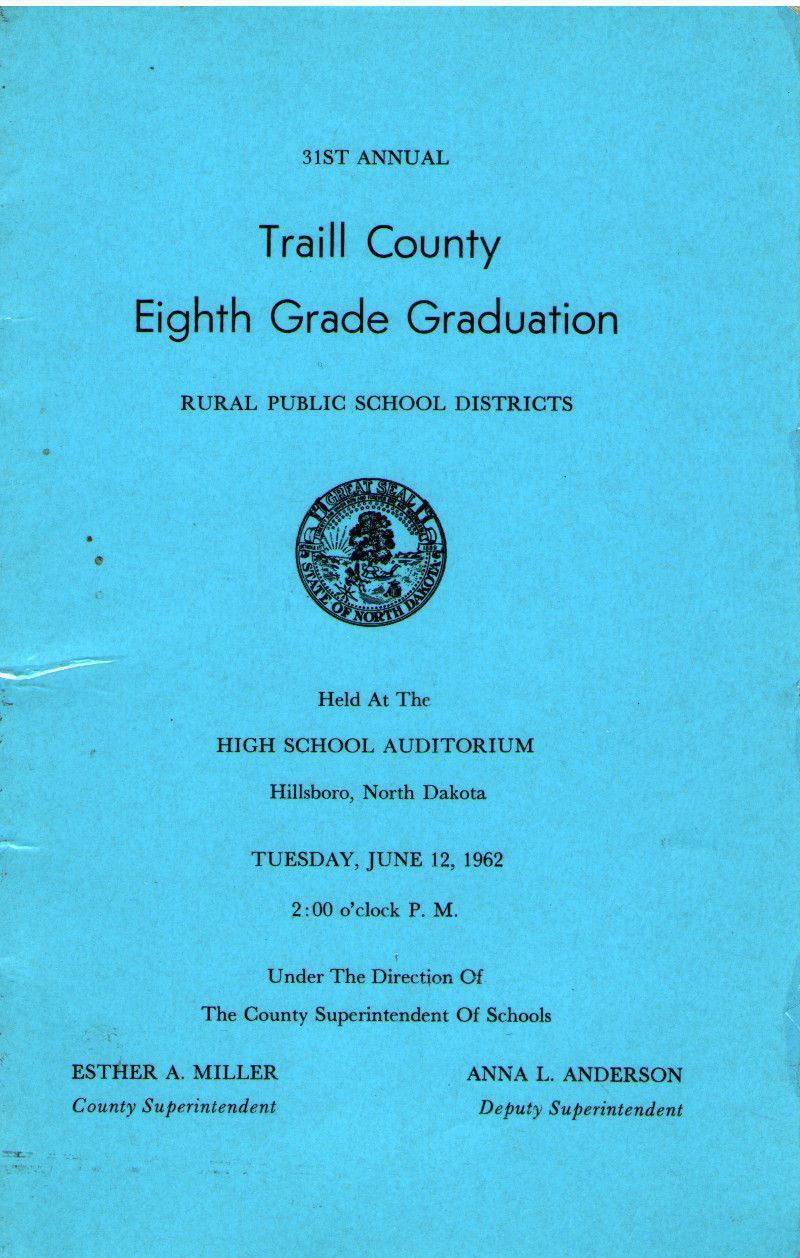 31ST ANNUAL
Traill County
Eighth Grade Graduation
RURAL PUBLIC SCHOOL DISTRICTS
GREAT SEAL
STATE OF NORTH DAKOTA
Held At The
HIGH SCHOOL AUDITORIUM
Hillsboro, North Dakota
TUESDAY, JUNE 12, 1962
2:00 o'clock P. M.
Under The Direction Of
The County Superintendent Of Schools
ESTHER A. MILLER
ANNA L. ANDERSON
County Superintendent
Deputy Superintendent